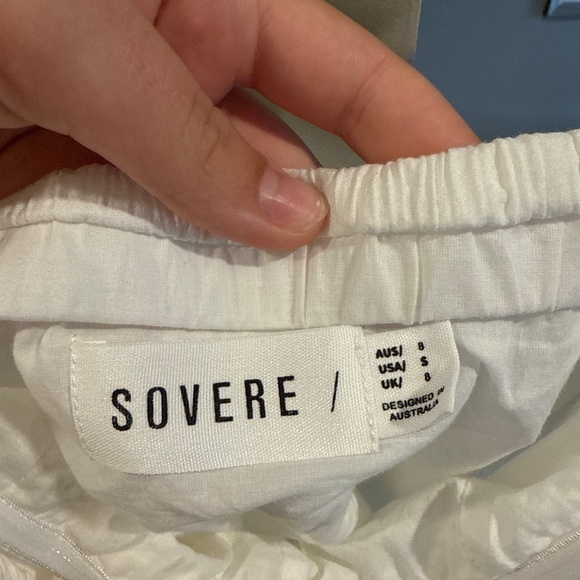 SOVERE /
AUS/ 8
USA/ S
UK/ 8
DESIGNED IN
AUSTRALIA